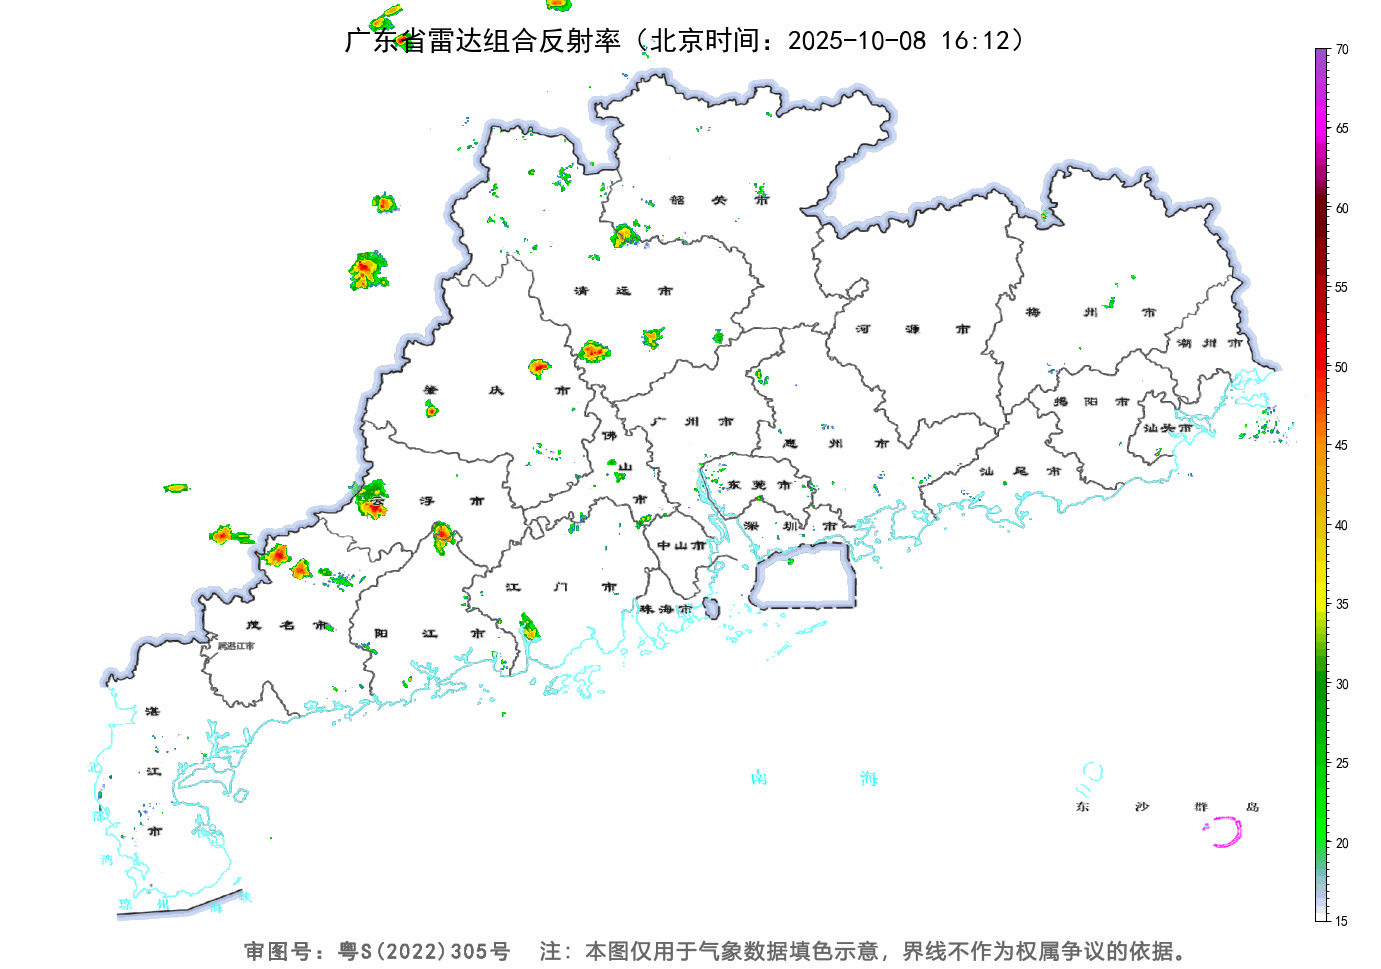 广东省雷达组合反射率（北京时间：2025-10-08 16:12）
70
65
60
55
50
45
40
35
30
25
20
15
韶 关 市
清 远 市
河 源 市
梅 州 市
潮 州 市
肇 庆 市
广 州 市
揭 阳 市
汕头市
佛 山 市
惠 州 市
汕 尾 市
东 莞 市
云 浮 市
深 圳 市
中山市
江 门 市
珠海市
茂 名 市
阳 江 市
属湛江市
湛 江 市
北 部 湾
南 海
东 沙 群 岛
琼 州 海 峡
审图号：粤S(2022)305号 注：本图仅用于气象数据填色示意，界线不作为权属争议的依据。